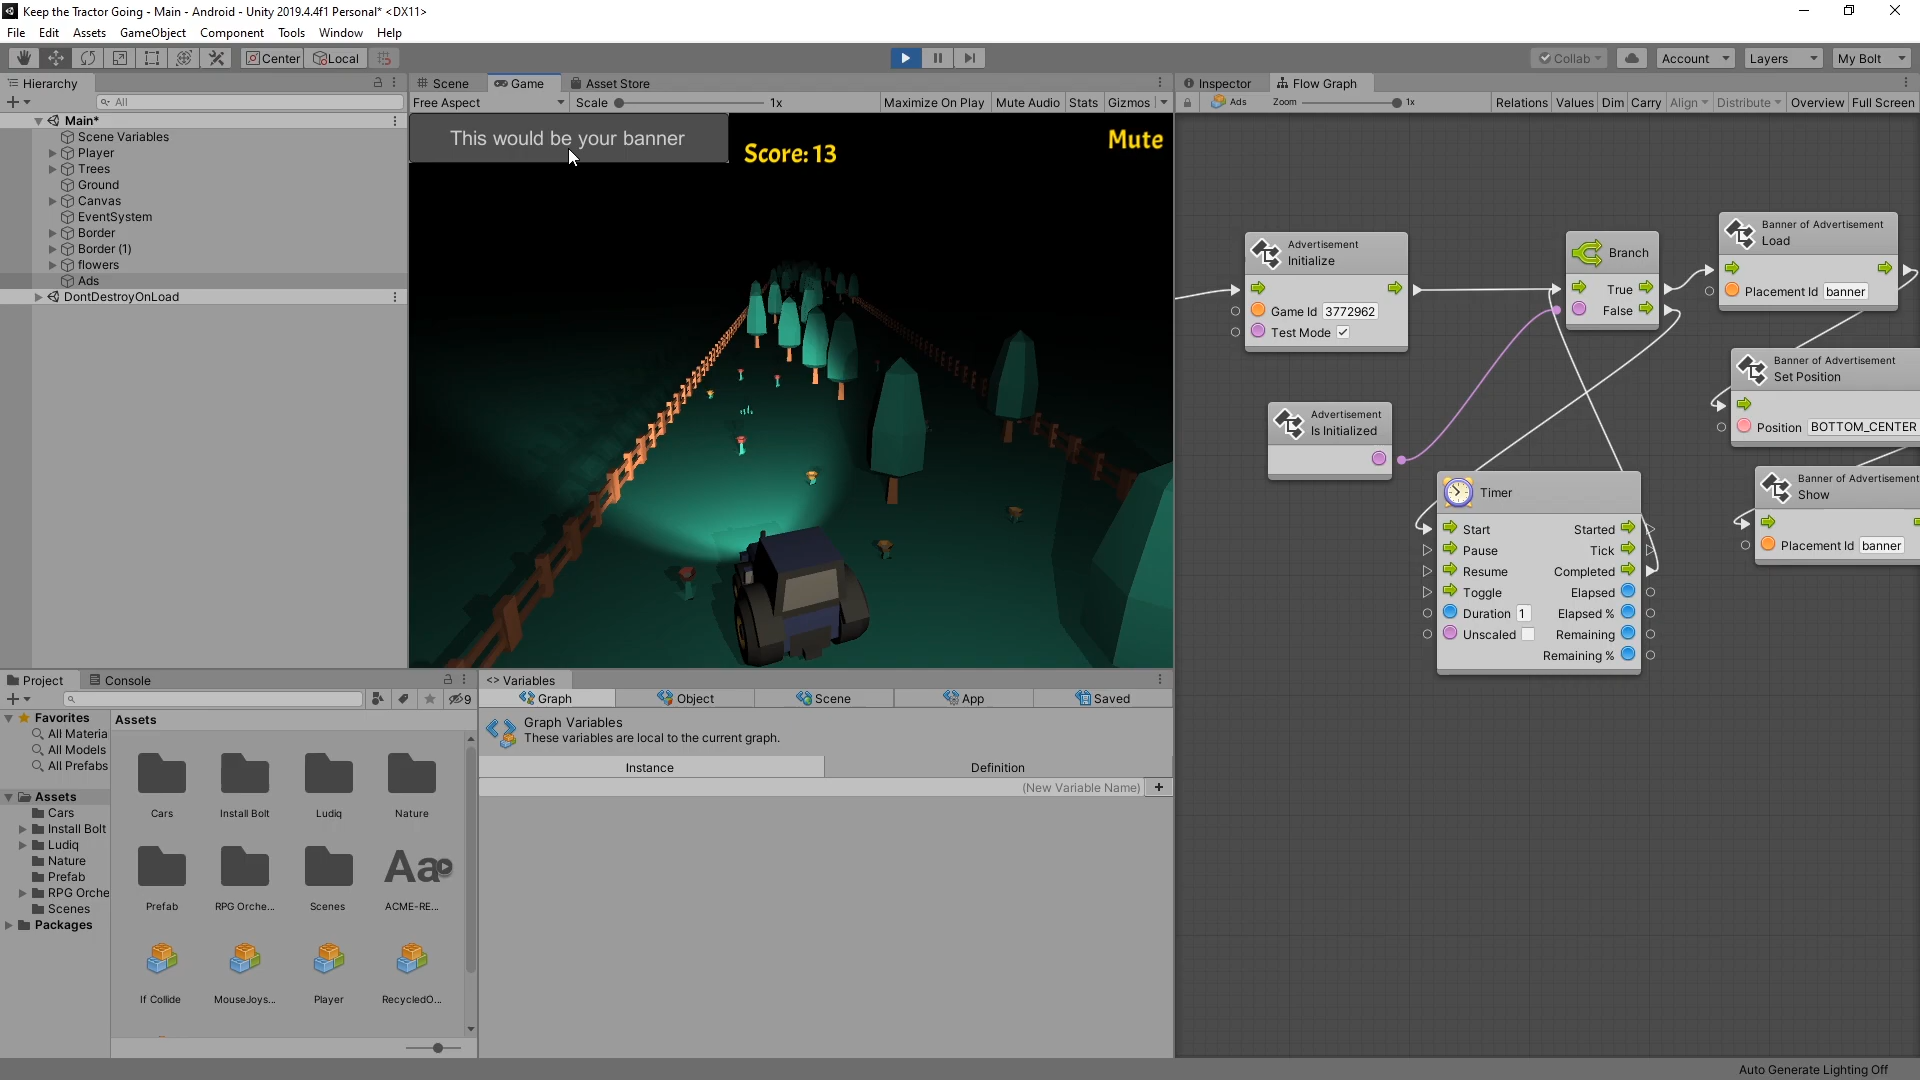 Keep the Tractor Going - Main - Android - Unity 2019.4.4f1 Personal* <DX11>
File Edit Assets GameObject Component Tools Window Help
Center Local Collab Account Layers My Bolt
Hierarchy Scene Game Asset Store Inspector Flow Graph
All Free Aspect Scale 1x Maximize On Play Mute Audio Stats Gizmos Ads Zoom 1x Relations Values Dim Carry Align Distribute Overview Full Screen
Main*
Scene Variables
Player
Trees
Ground
Canvas
EventSystem
Border
Border (1)
flowers
Ads
DontDestroyOnLoad
This would be your banner
Score: 13
Mute
Advertisement
Initialize
Game Id 3772962
Test Mode
Advertisement
Is Initialized
Branch
True
False
Banner of Advertisement
Load
Placement Id banner
Banner of Advertisement
Set Position
Position BOTTOM_CENTER
Banner of Advertisement
Show
Placement Id banner
Timer
Start Started
Pause Tick
Resume Completed
Toggle Elapsed
Duration 1 Elapsed %
Unscaled Remaining
Remaining %
Project Console
9
Favorites
All Materia
All Models
All Prefabs
Assets
Cars
Install Bolt
Ludiq
Nature
Prefab
RPG Orche
Scenes
Packages
Assets
Cars Install Bolt Ludiq Nature
Aa
Prefab RPG Orche... Scenes ACME-RE...
If Collide MouseJoys... Player RecycledO...
<> Variables
Graph Object Scene App Saved
Graph Variables
These variables are local to the current graph.
Instance Definition
(New Variable Name)
Auto Generate Lighting Off